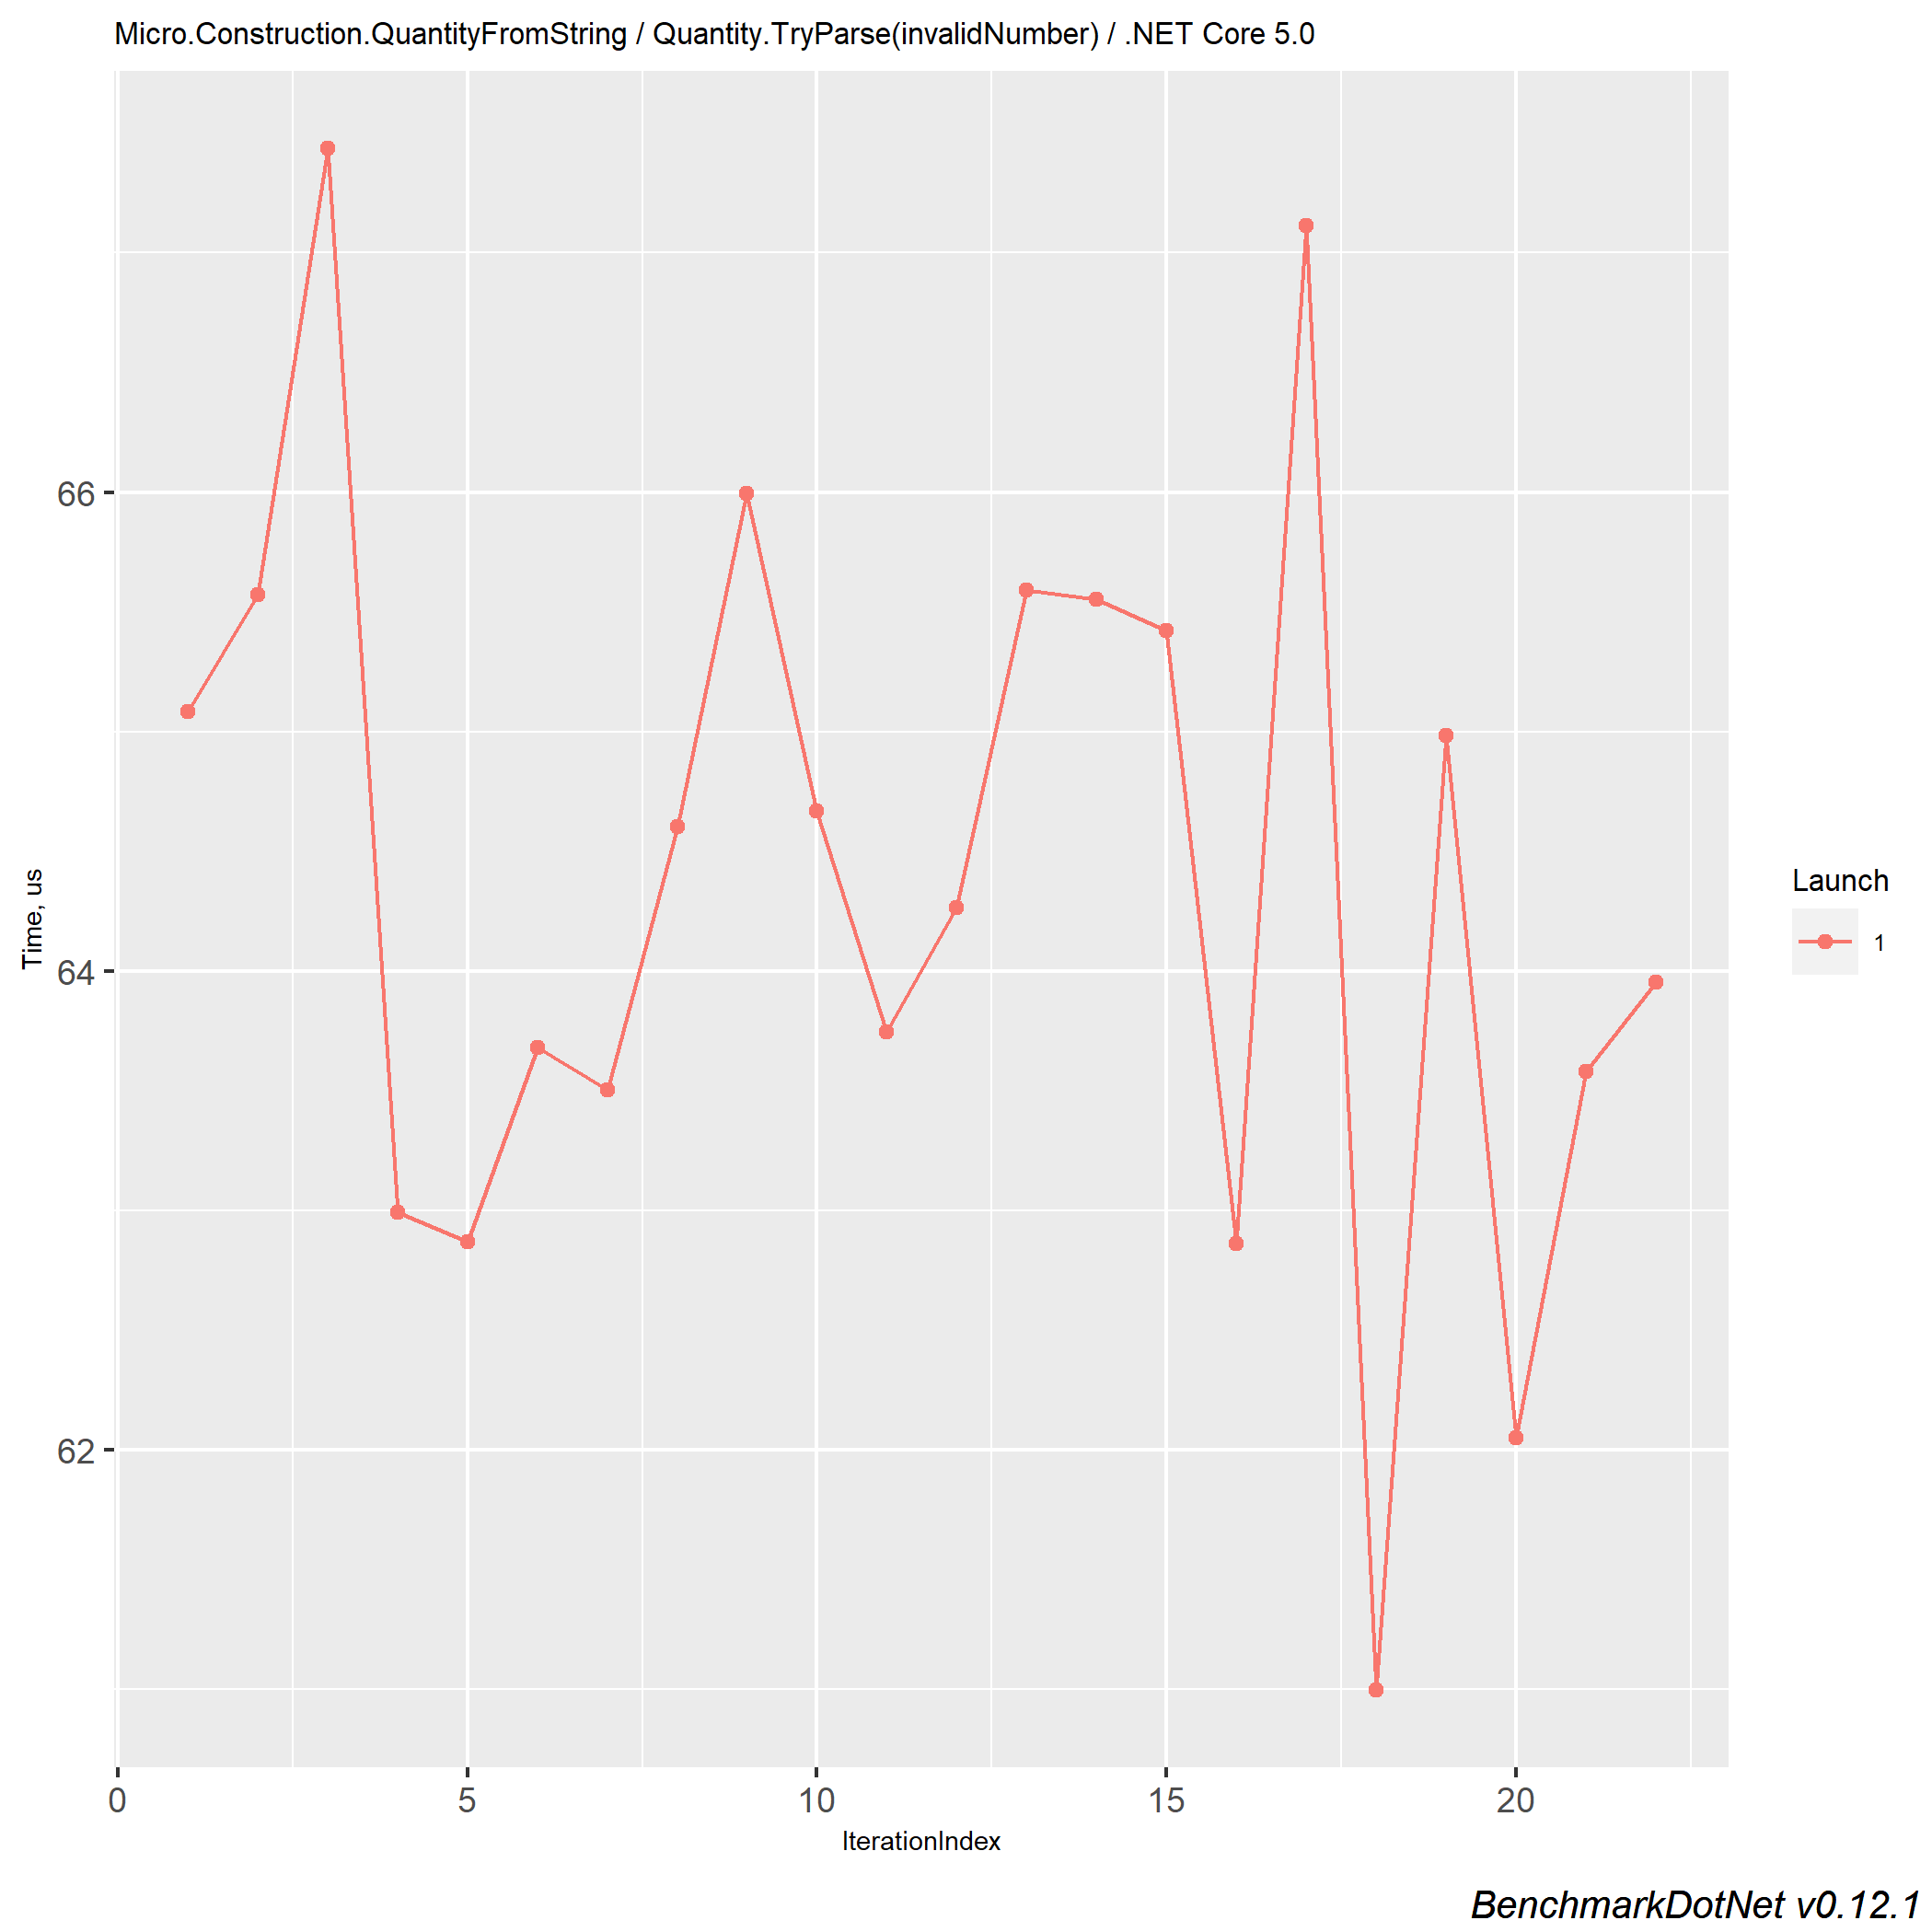 Micro.Construction.QuantityFromString / Quantity.TryParse(invalidNumber) / .NET Core 5.0
66
64
62
Time, us
0 5 10 15 20
IterationIndex
Launch
1
BenchmarkDotNet v0.12.1